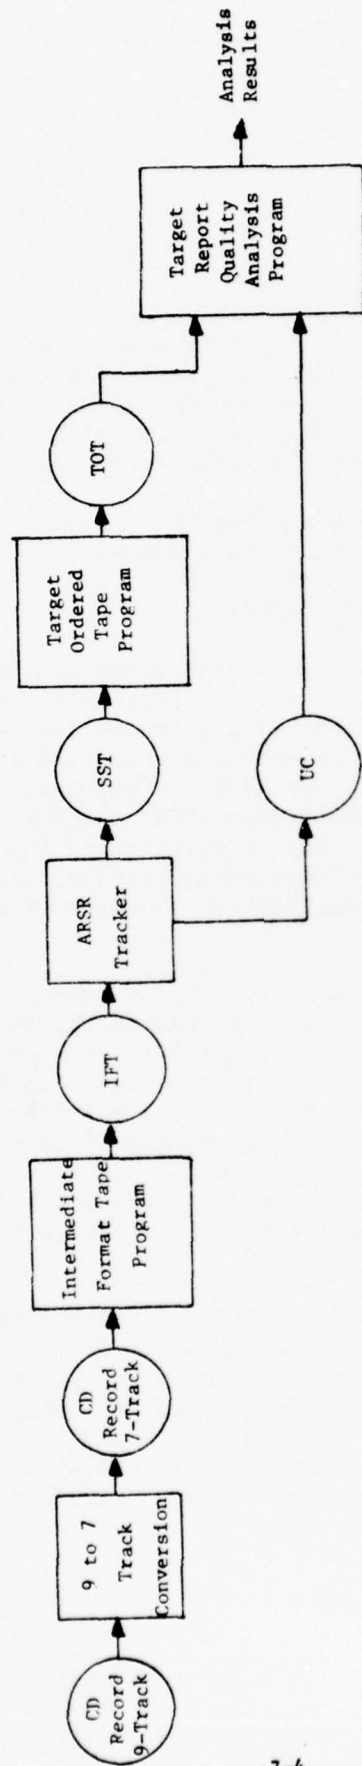 CD
Record
9-Track
9 to 7
Track
Conversion
CD
Record
7-Track
Intermediate
Format Tape
Program
IFT
ARSR
Tracker
SST
UC
Target
Ordered
Tape
Program
TOT
Target
Report
Quality
Analysis
Program
Analysis
Results